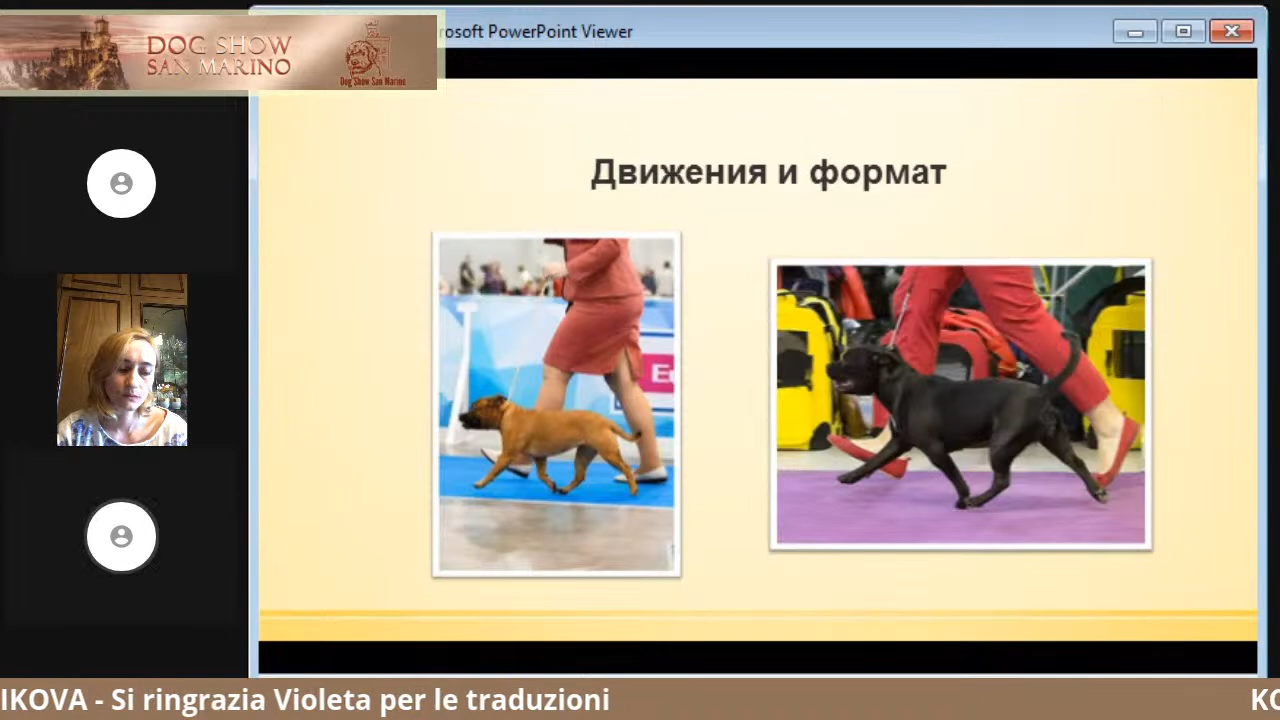 DOG SHOW
SAN MARINO
Dog Show San Marino
rosoft PowerPoint Viewer
Движения и формат
IKOVA - Si ringrazia Violeta per le traduzioni